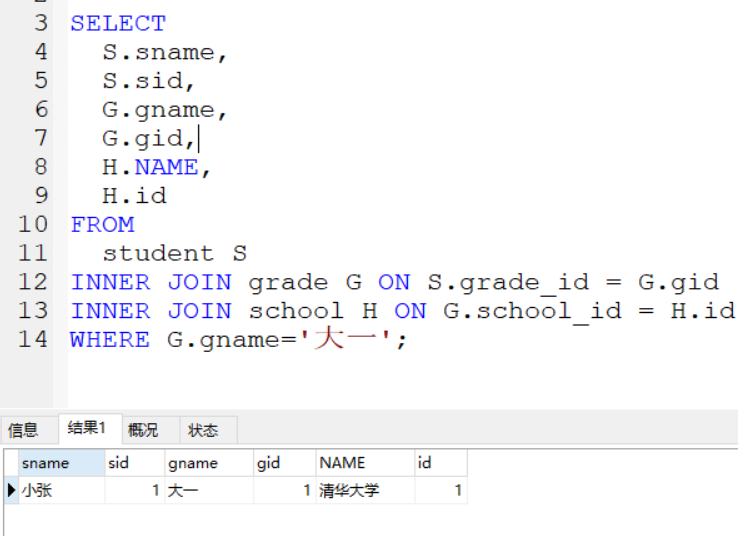 3 SELECT
4 S.sname,
5 S.sid,
6 G.gname,
7 G.gid,
8 H.NAME,
9 H.id
10 FROM
11 student S
12 INNER JOIN grade G ON S.grade_id = G.gid
13 INNER JOIN school H ON G.school_id = H.id
14 WHERE G.gname='大一';
信息 结果1 概况 状态
sname sid gname gid NAME id
小张 1 大一 1 清华大学 1